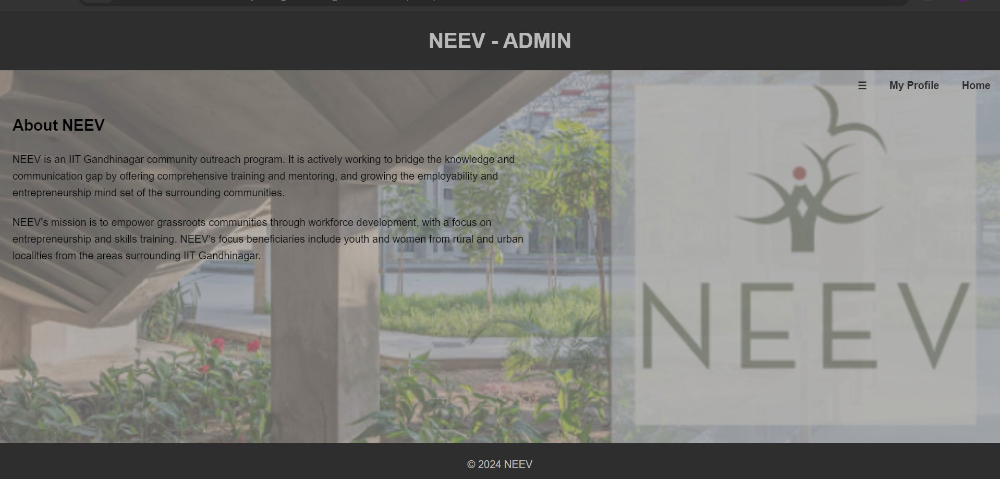 NEEV - ADMIN
☰ My Profile Home
About NEEV
NEEV is an IIT Gandhinagar community outreach program. It is actively working to bridge the knowledge and
communication gap by offering comprehensive training and mentoring, and growing the employability and
entrepreneurship mind set of the surrounding communities.
NEEV's mission is to empower grassroots communities through workforce development, with a focus on
entrepreneurship and skills training. NEEV’s focus beneficiaries include youth and women from rural and urban
localities from the areas surrounding IIT Gandhinagar.
NEEV
© 2024 NEEV